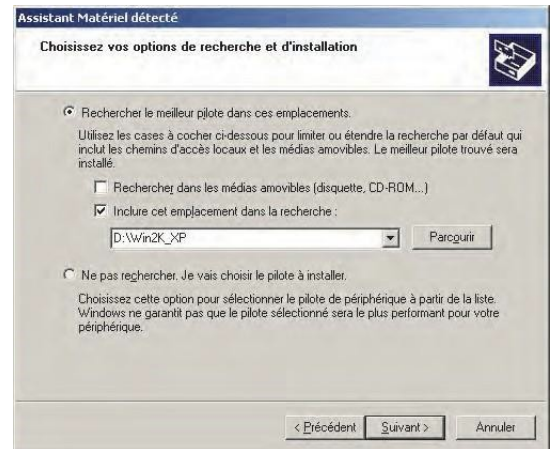 Assistant Matériel détecté
Choisissez vos options de recherche et d'installation
Rechercher le meilleur pilote dans ces emplacements.
Utilisez les cases à cocher ci-dessous pour limiter ou étendre la recherche par défaut qui
inclut les chemins d'accès locaux et les médias amovibles. Le meilleur pilote trouvé sera
installé.
Rechercher dans les médias amovibles (disquette, CD-ROM...)
Inclure cet emplacement dans la recherche :
D:\Win2K_XP
Parcourir
Ne pas rechercher. Je vais choisir le pilote à installer.
Choisissez cette option pour sélectionner le pilote de périphérique à partir de la liste.
Windows ne garantit pas que le pilote sélectionné sera le plus performant pour votre
périphérique.
< Précédent Suivant > Annuler